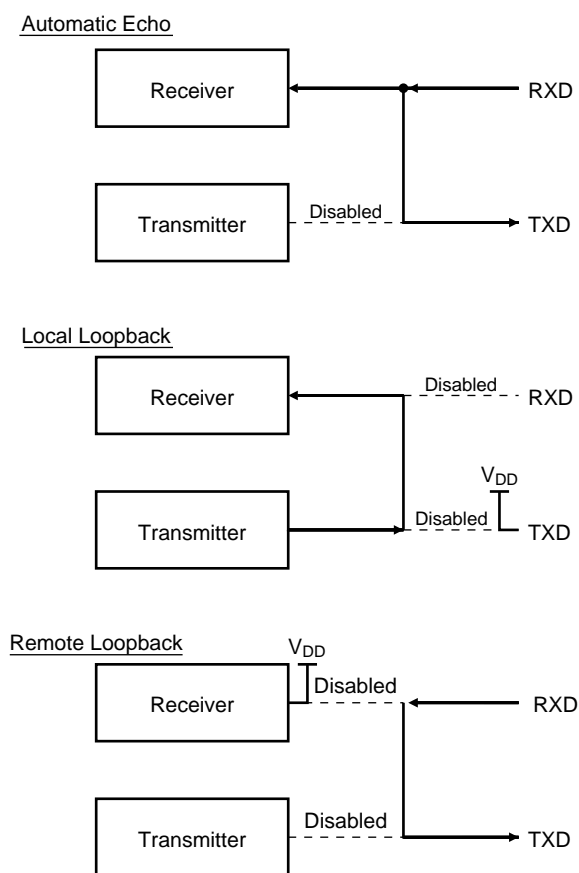 Automatic Echo
Receiver
RXD
Transmitter
Disabled
TXD
Local Loopback
Receiver
Disabled
RXD
VDD
Transmitter
Disabled
TXD
Remote Loopback
VDD
Receiver
Disabled
RXD
Transmitter
Disabled
TXD